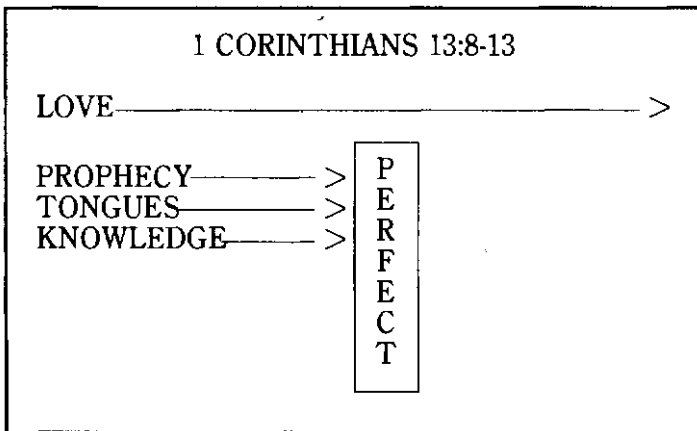 1 CORINTHIANS 13:8-13
LOVE
PROPHECY
TONGUES
KNOWLEDGE
PERFECT